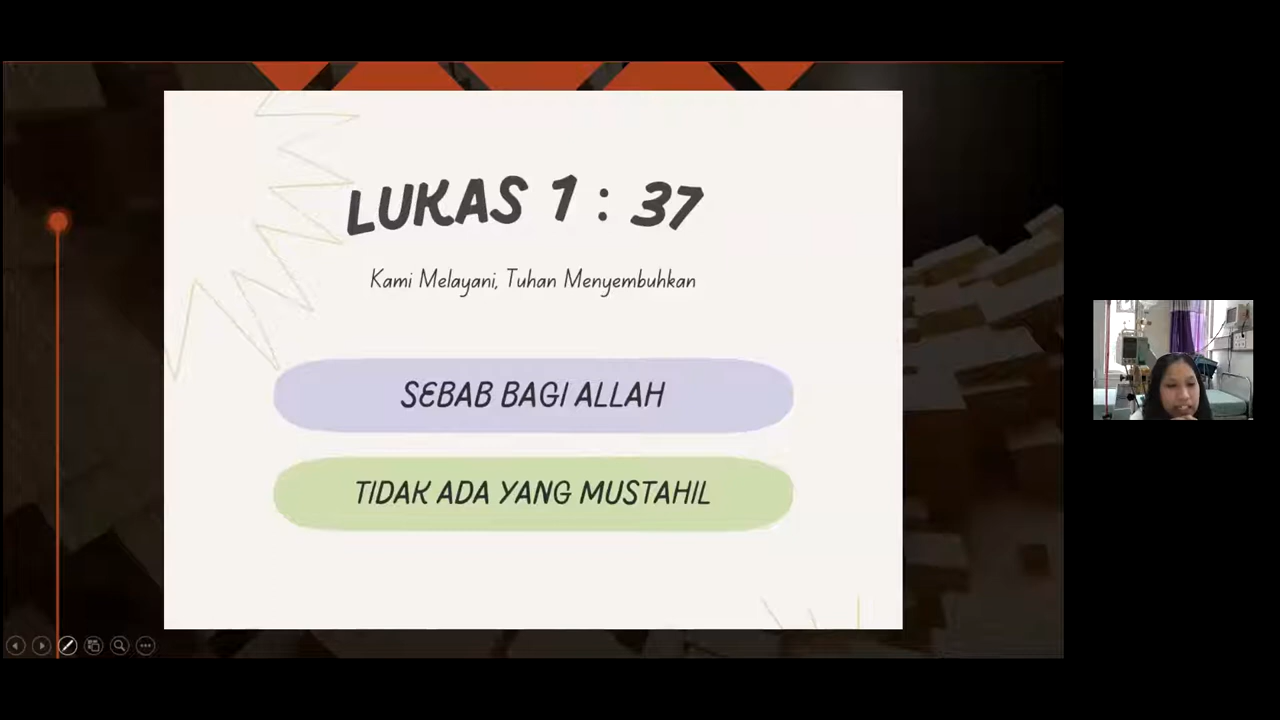 LUKAS 1 : 37
Kami Melayani, Tuhan Menyembuhkan
SEBAB BAGI ALLAH
TIDAK ADA YANG MUSTAHIL